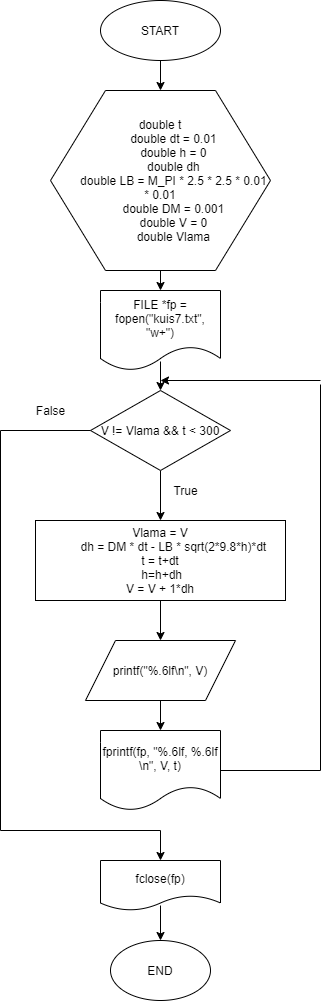 START
double t
double dt = 0.01
double h = 0
double dh
double LB = M_PI * 2.5 * 2.5 * 0.01
* 0.01
double DM = 0.001
double V = 0
double Vlama
FILE *fp =
fopen("kuis7.txt",
"w+")
False
V != Vlama && t < 300
True
Vlama = V
dh = DM * dt - LB * sqrt(2*9.8*h)*dt
t = t+dt
h=h+dh
V = V + 1*dh
printf("%.6lf\n", V)
fprintf(fp, "%.6lf, %.6lf
\n", V, t)
fclose(fp)
END